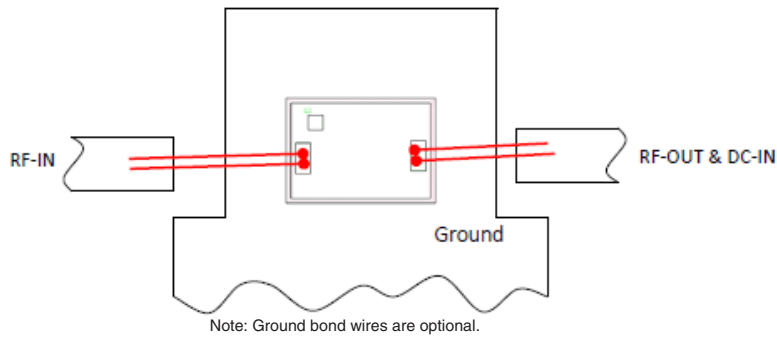 RF-IN
RF-OUT & DC-IN
Ground
Note: Ground bond wires are optional.